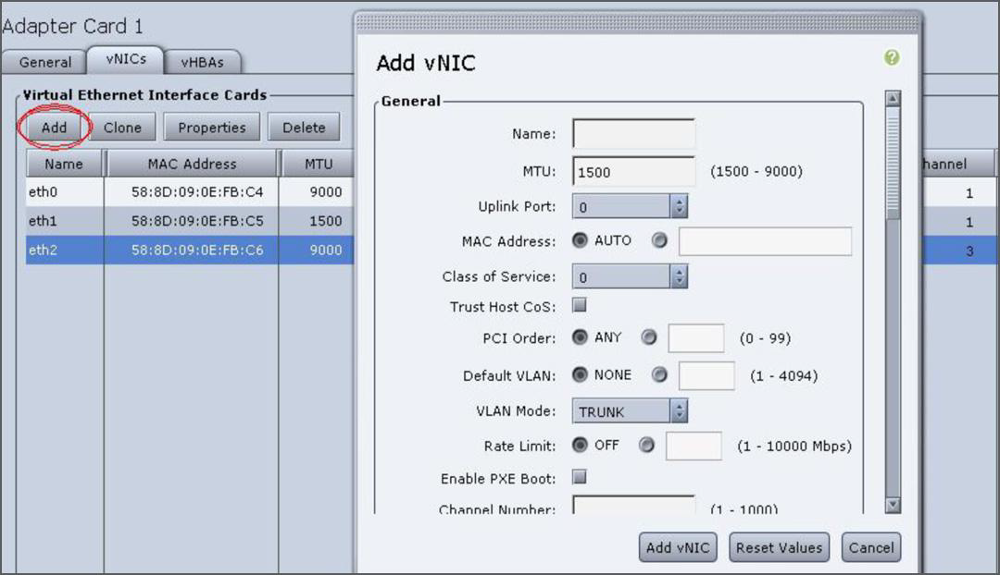 Adapter Card 1
General vNICs vHBAs
Virtual Ethernet Interface Cards
Add Clone Properties Delete
Name MAC Address MTU hannel
eth0 58:8D:09:0E:FB:C4 9000 1
eth1 58:8D:09:0E:FB:C5 1500 1
eth2 58:8D:09:0E:FB:C6 9000 3
Add vNIC ?
General
Name:
MTU: 1500 (1500 - 9000)
Uplink Port: 0
MAC Address: AUTO
Class of Service: 0
Trust Host CoS:
PCI Order: ANY (0 - 99)
Default VLAN: NONE (1 - 4094)
VLAN Mode: TRUNK
Rate Limit: OFF (1 - 10000 Mbps)
Enable PXE Boot:
Channel Number: (1 - 1000)
Add vNIC Reset Values Cancel